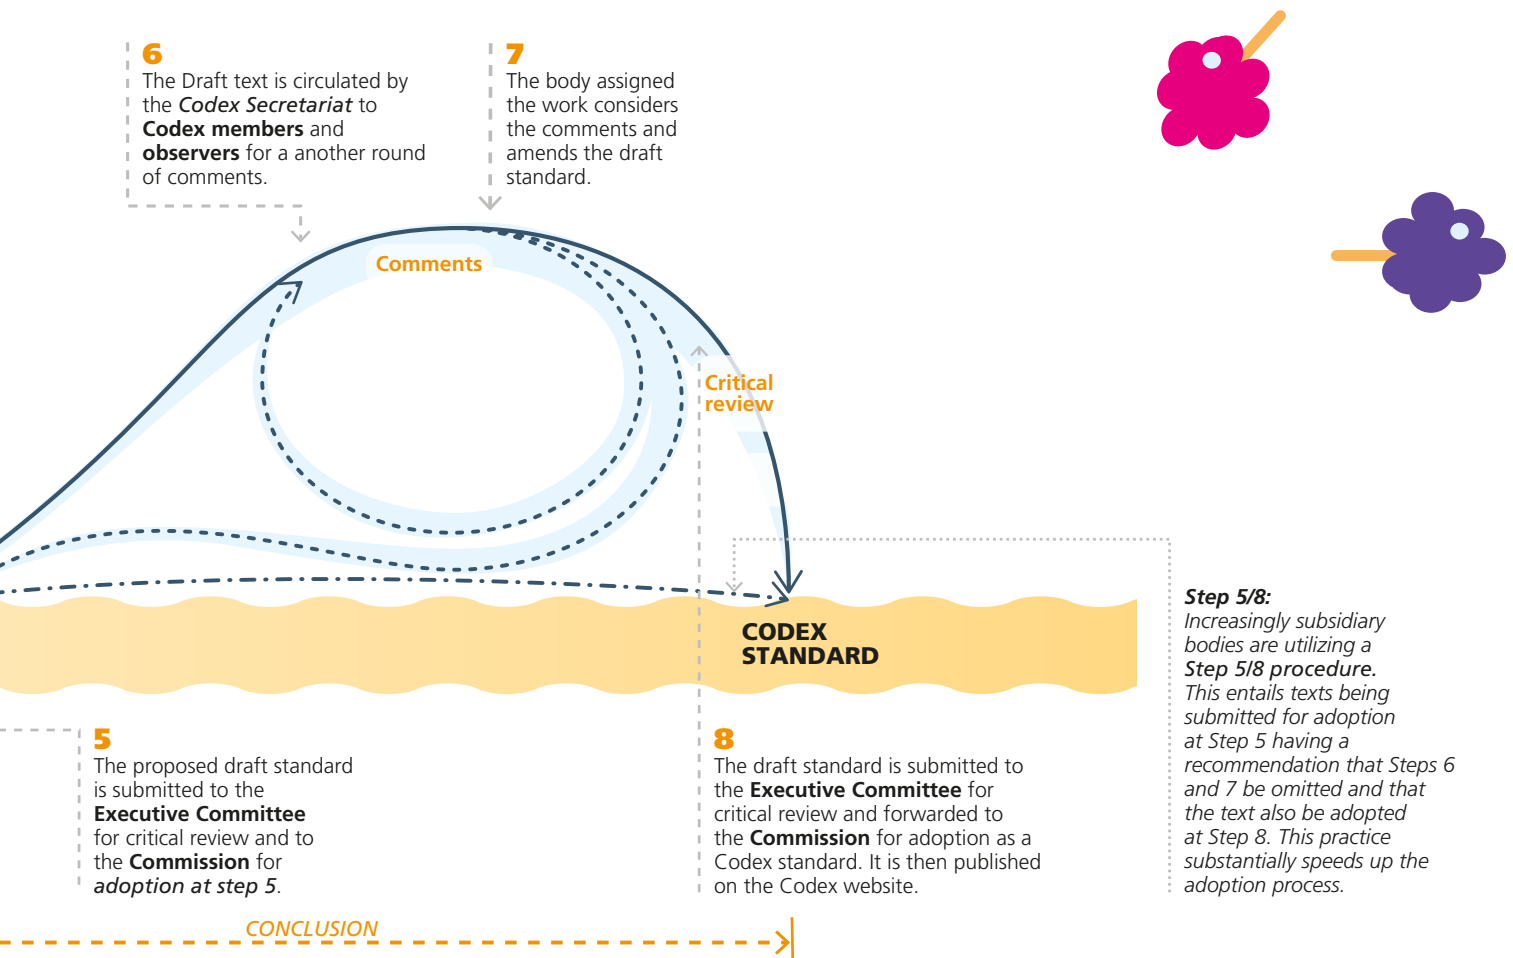 6
The Draft text is circulated by
the Codex Secretariat to
Codex members and
observers for a another round
of comments.
7
The body assigned
the work considers
the comments and
amends the draft
standard.
Comments
Critical
review
CODEX
STANDARD
Step 5/8:
Increasingly subsidiary
bodies are utilizing a
Step 5/8 procedure.
This entails texts being
submitted for adoption
at Step 5 having a
recommendation that Steps 6
and 7 be omitted and that
the text also be adopted
at Step 8. This practice
substantially speeds up the
adoption process.
5
The proposed draft standard
is submitted to the
Executive Committee
for critical review and to
the Commission for
adoption at step 5.
8
The draft standard is submitted to
the Executive Committee for
critical review and forwarded to
the Commission for adoption as a
Codex standard. It is then published
on the Codex website.
CONCLUSION